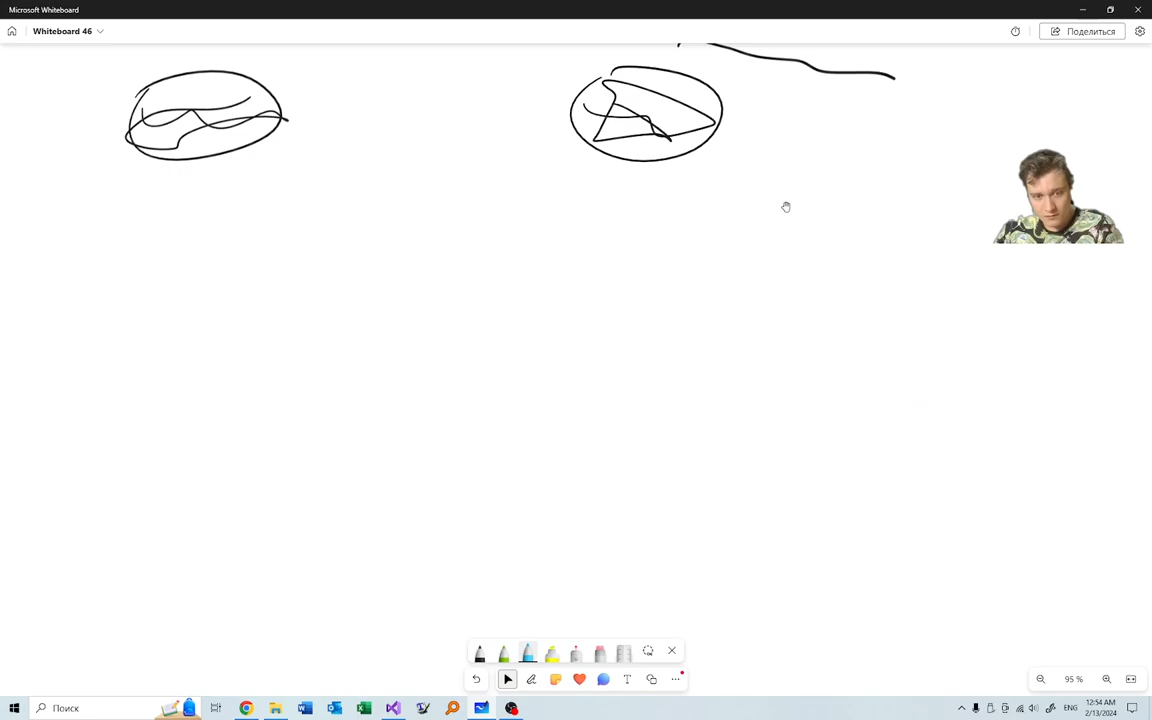 Microsoft Whiteboard
Whiteboard 46
Поделиться
95 %
Поиск
ENG
12:54 AM
2/13/2024